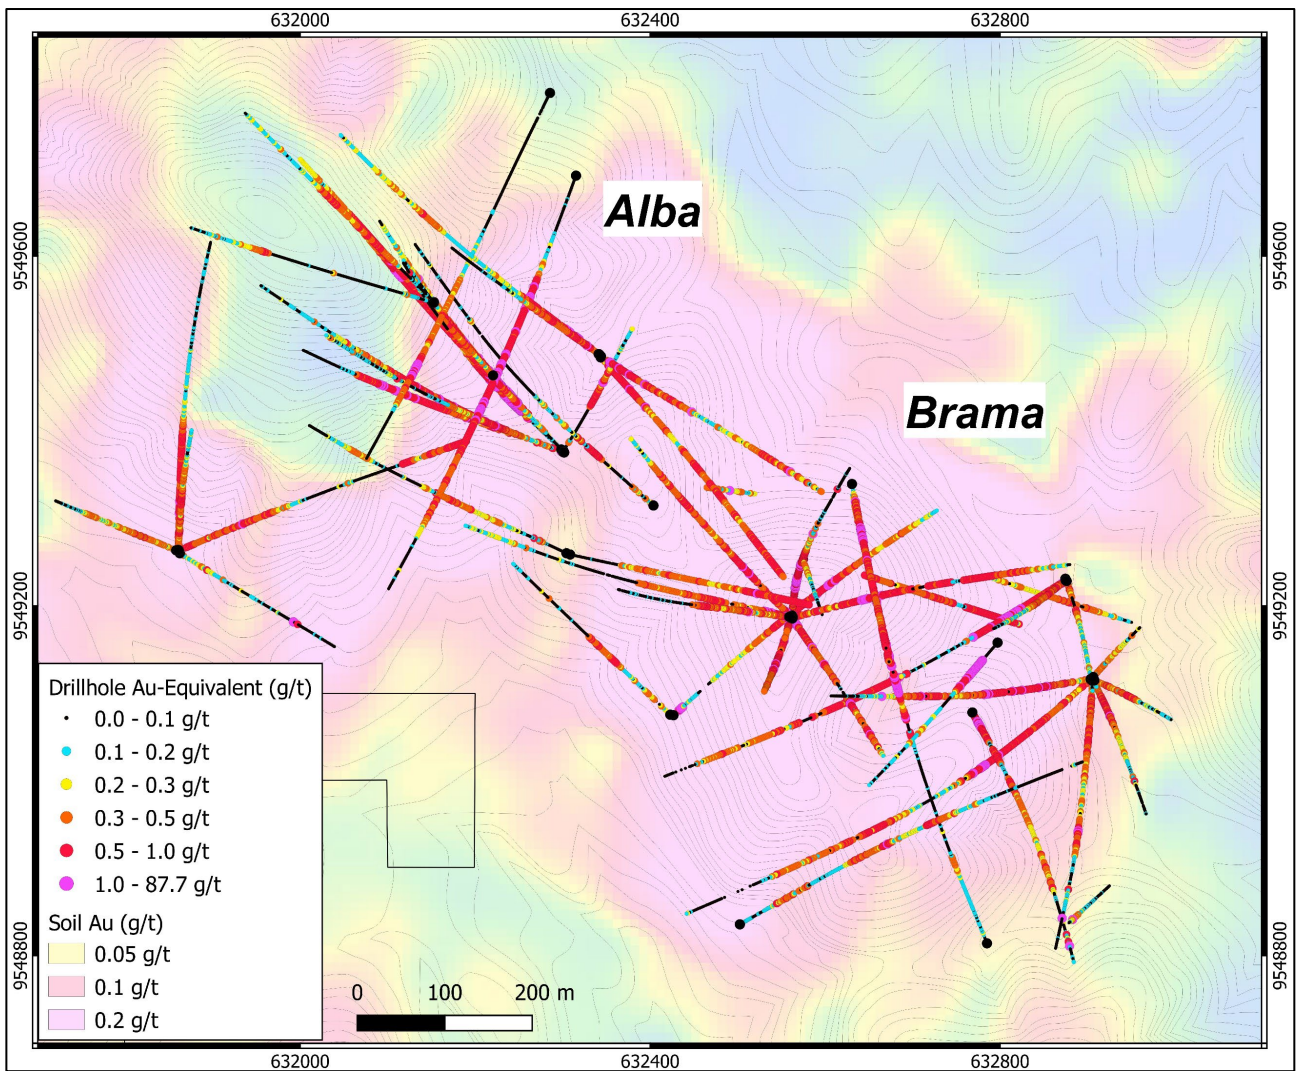 632000 632400 632800
Alba
9549600 9549600
Brama
9549200 9549200
Drillhole Au-Equivalent (g/t)
0.0 - 0.1 g/t
0.1 - 0.2 g/t
0.2 - 0.3 g/t
0.3 - 0.5 g/t
0.5 - 1.0 g/t
1.0 - 87.7 g/t
Soil Au (g/t)
0.05 g/t
0.1 g/t
0.2 g/t
9548800 9548800
0 100 200 m
632000 632400 632800